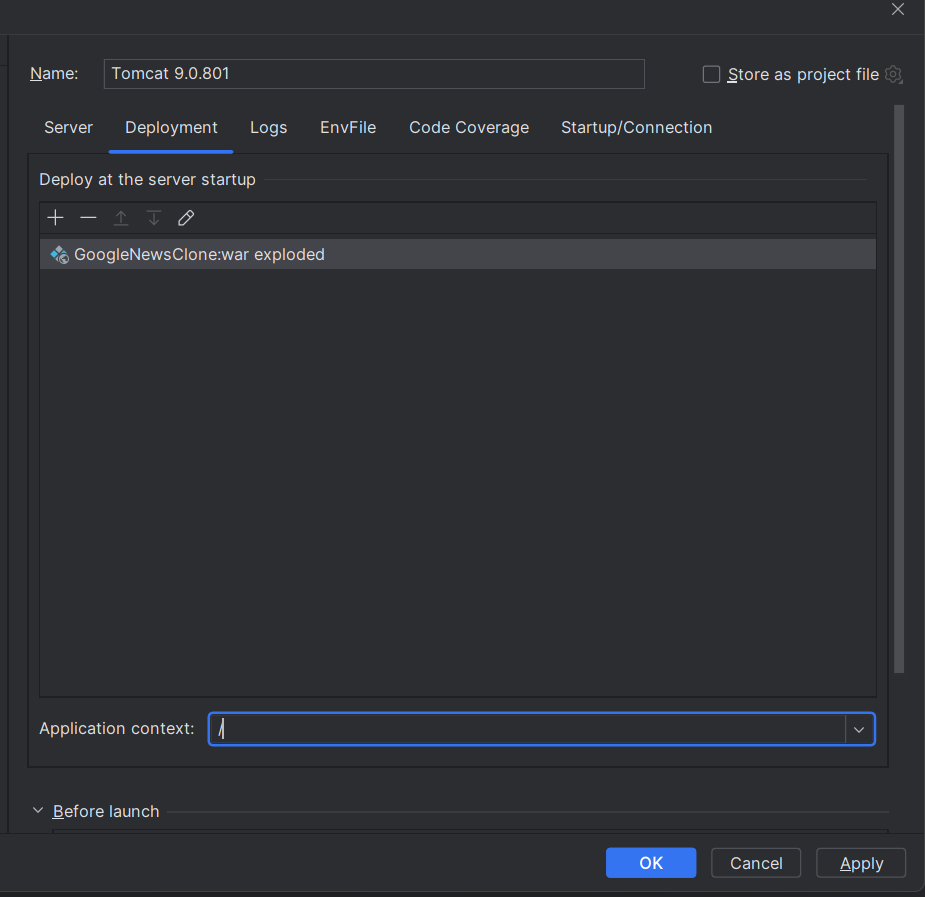 Name: Tomcat 9.0.801 Store as project file
Server Deployment Logs EnvFile Code Coverage Startup/Connection
Deploy at the server startup
GoogleNewsClone:war exploded
Application context: /
Before launch
OK Cancel Apply